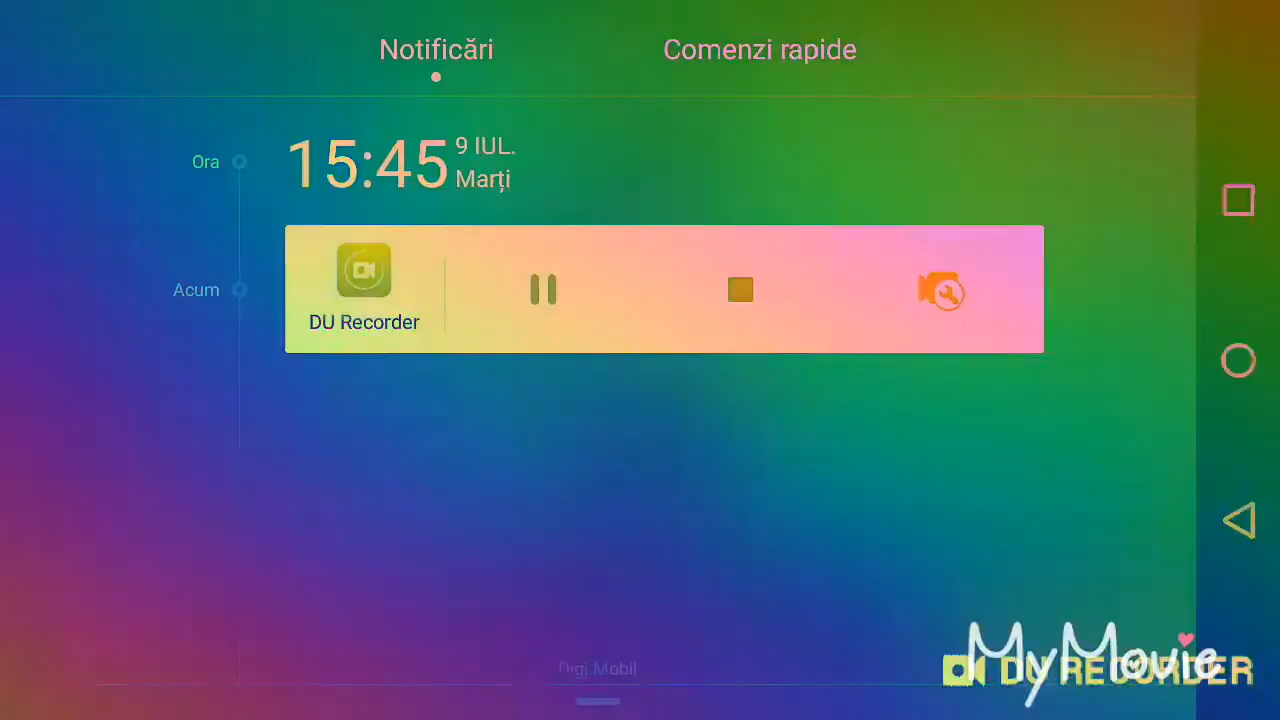 Notificări
Comenzi rapide
Ora
15:45
9 IUL.
Marți
Acum
DU Recorder
Digi Mobil
MyMovie
DU RECORDER